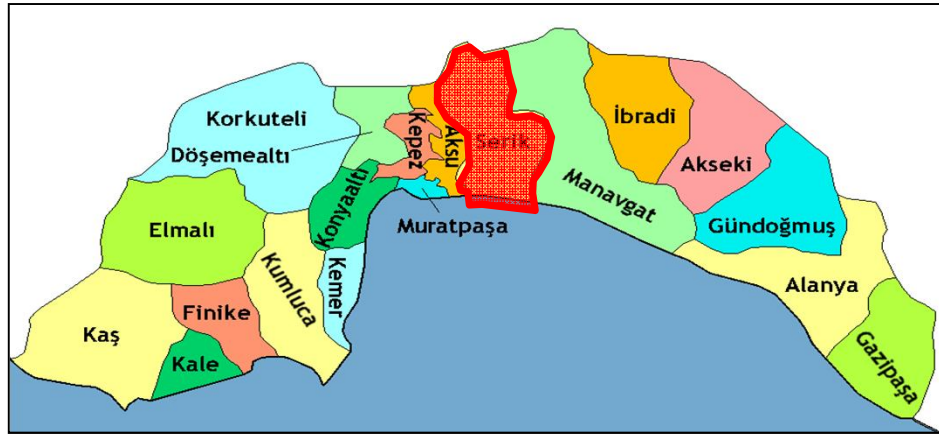 Korkuteli
Döşemealtı
Kepez
Aksu
Serik
İbradi
Akseki
Manavgat
Gündoğmuş
Elmalı
Konyaaltı
Muratpaşa
Kumluca
Kemer
Alanya
Kaş
Finike
Kale
Gazipaşa